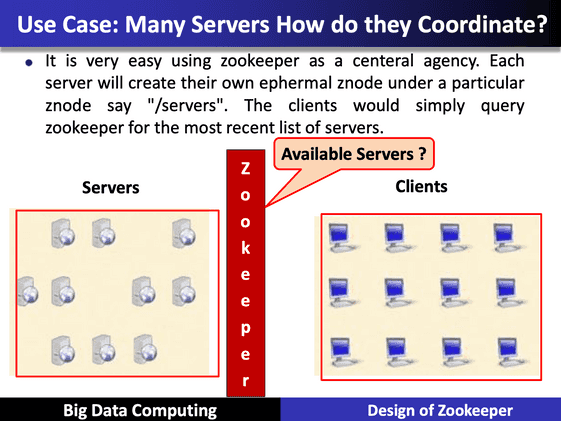 Use Case: Many Servers How do they Coordinate?
• It is very easy using zookeeper as a centeral agency. Each
server will create their own ephermal znode under a particular
znode say "/servers". The clients would simply query
zookeeper for the most recent list of servers.
Available Servers ?
Servers
Zookeeper
Clients
Big Data Computing
Design of Zookeeper